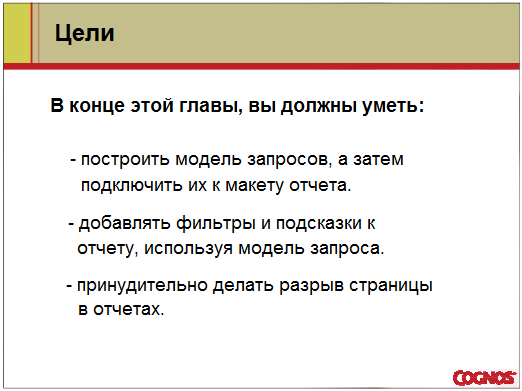 Цели
В конце этой главы, вы должны уметь:
- построить модель запросов, а затем
подключить их к макету отчета.
- добавлять фильтры и подсказки к
отчету, используя модель запроса.
- принудительно делать разрыв страницы
в отчетах.
COGNOS